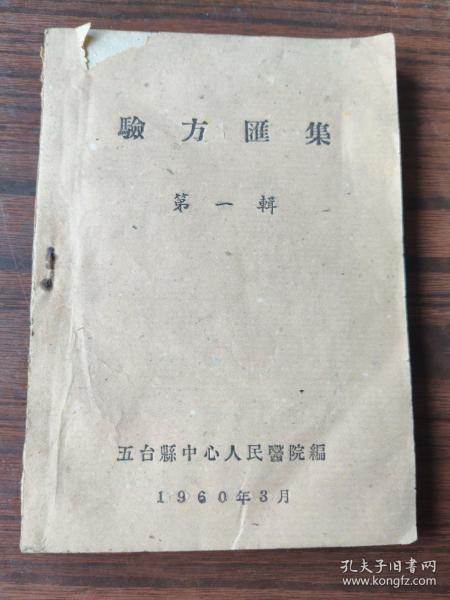 驗方匯集
第一輯
五台縣中心人民醫院編
1960年3月
孔夫子旧书网
www.kongfz.com